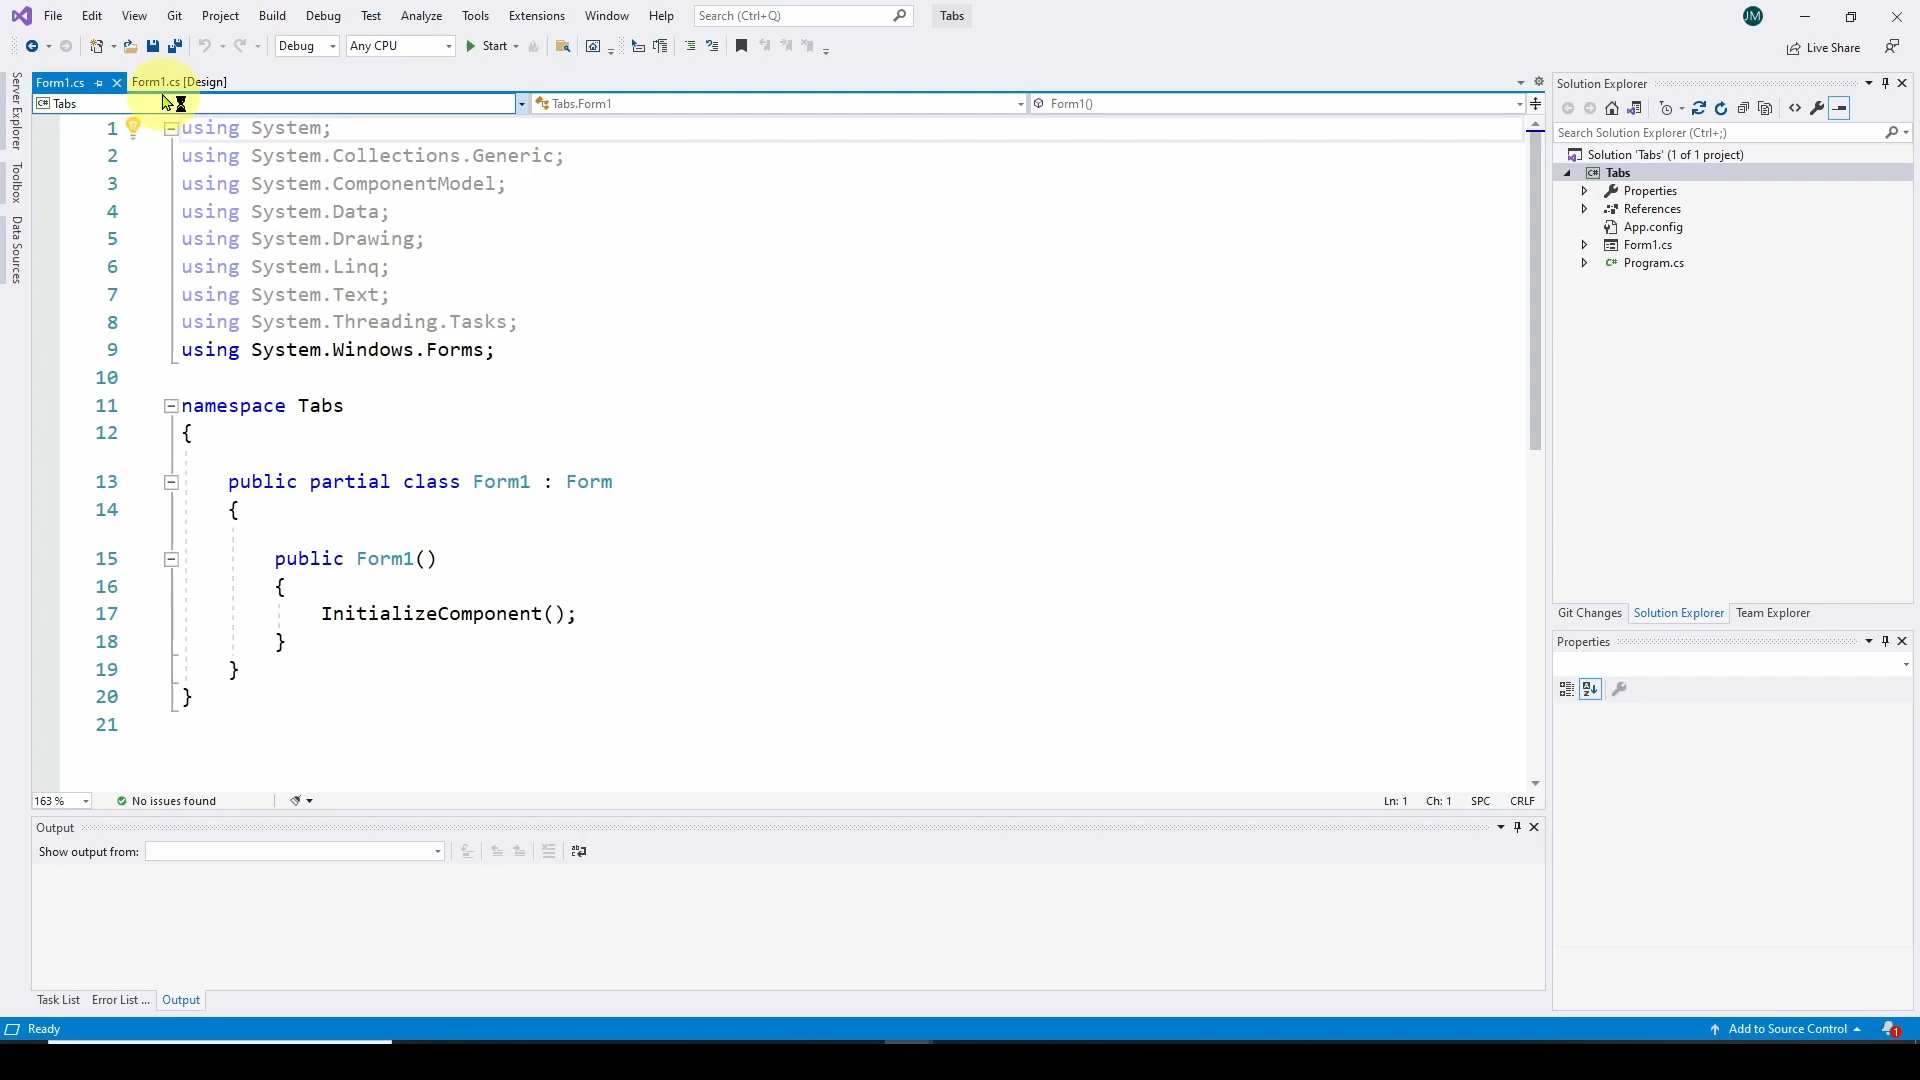 File Edit View Git Project Build Debug Test Analyze Tools Extensions Window Help Search (Ctrl+Q) Tabs JM
Debug Any CPU Start Live Share
Server Explorer
Toolbox
Data Sources
Form1.cs Form1.cs [Design]
C# Tabs Tabs.Form1 Form1()
1 using System;
2 using System.Collections.Generic;
3 using System.ComponentModel;
4 using System.Data;
5 using System.Drawing;
6 using System.Linq;
7 using System.Text;
8 using System.Threading.Tasks;
9 using System.Windows.Forms;
10
11 namespace Tabs
12 {
13 public partial class Form1 : Form
14 {
15 public Form1()
16 {
17 InitializeComponent();
18 }
19 }
20 }
21
163 % No issues found Ln: 1 Ch: 1 SPC CRLF
Output
Show output from:
Task List Error List ... Output
Solution Explorer
Search Solution Explorer (Ctrl+;)
Solution 'Tabs' (1 of 1 project)
C# Tabs
Properties
References
App.config
Form1.cs
C# Program.cs
Git Changes Solution Explorer Team Explorer
Properties
Ready Add to Source Control 1